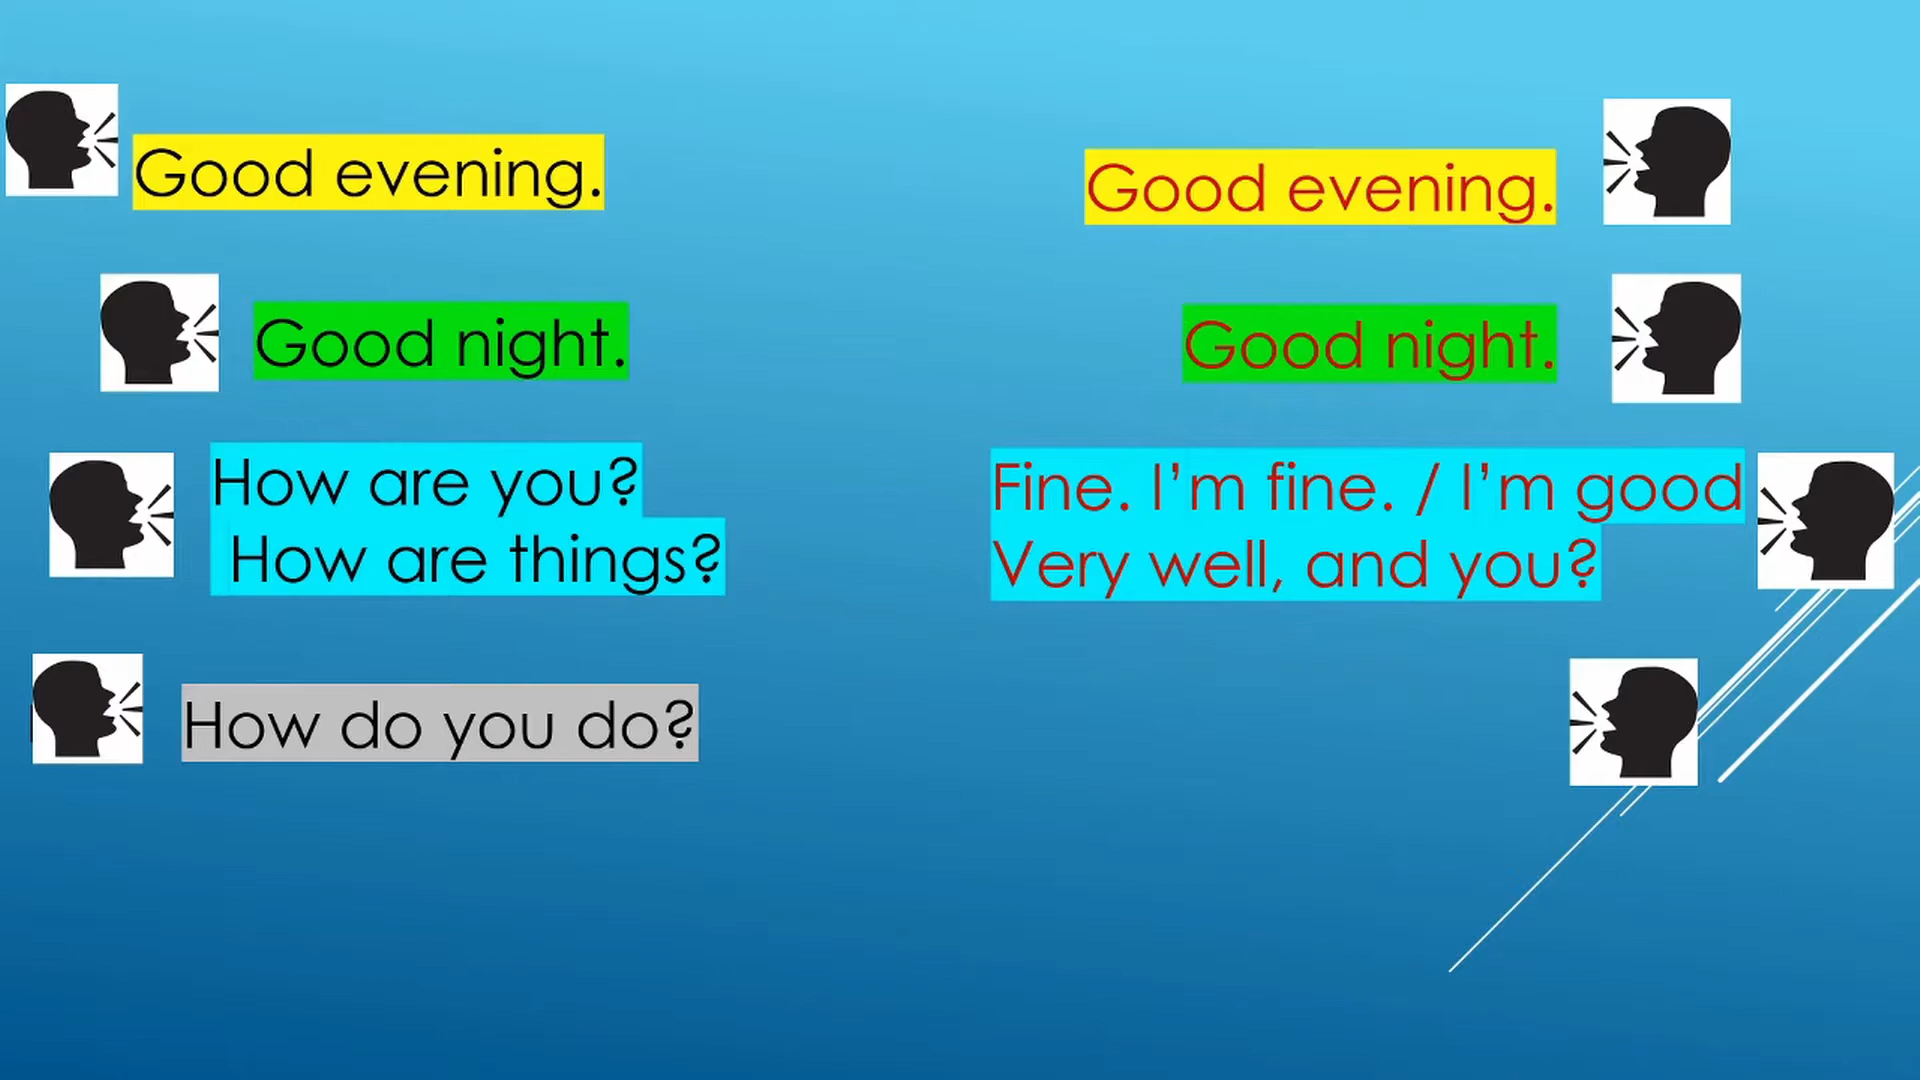 Good evening.
Good evening.
Good night.
Good night.
How are you?
How are things?
Fine. I'm fine. / I'm good
Very well, and you?
How do you do?